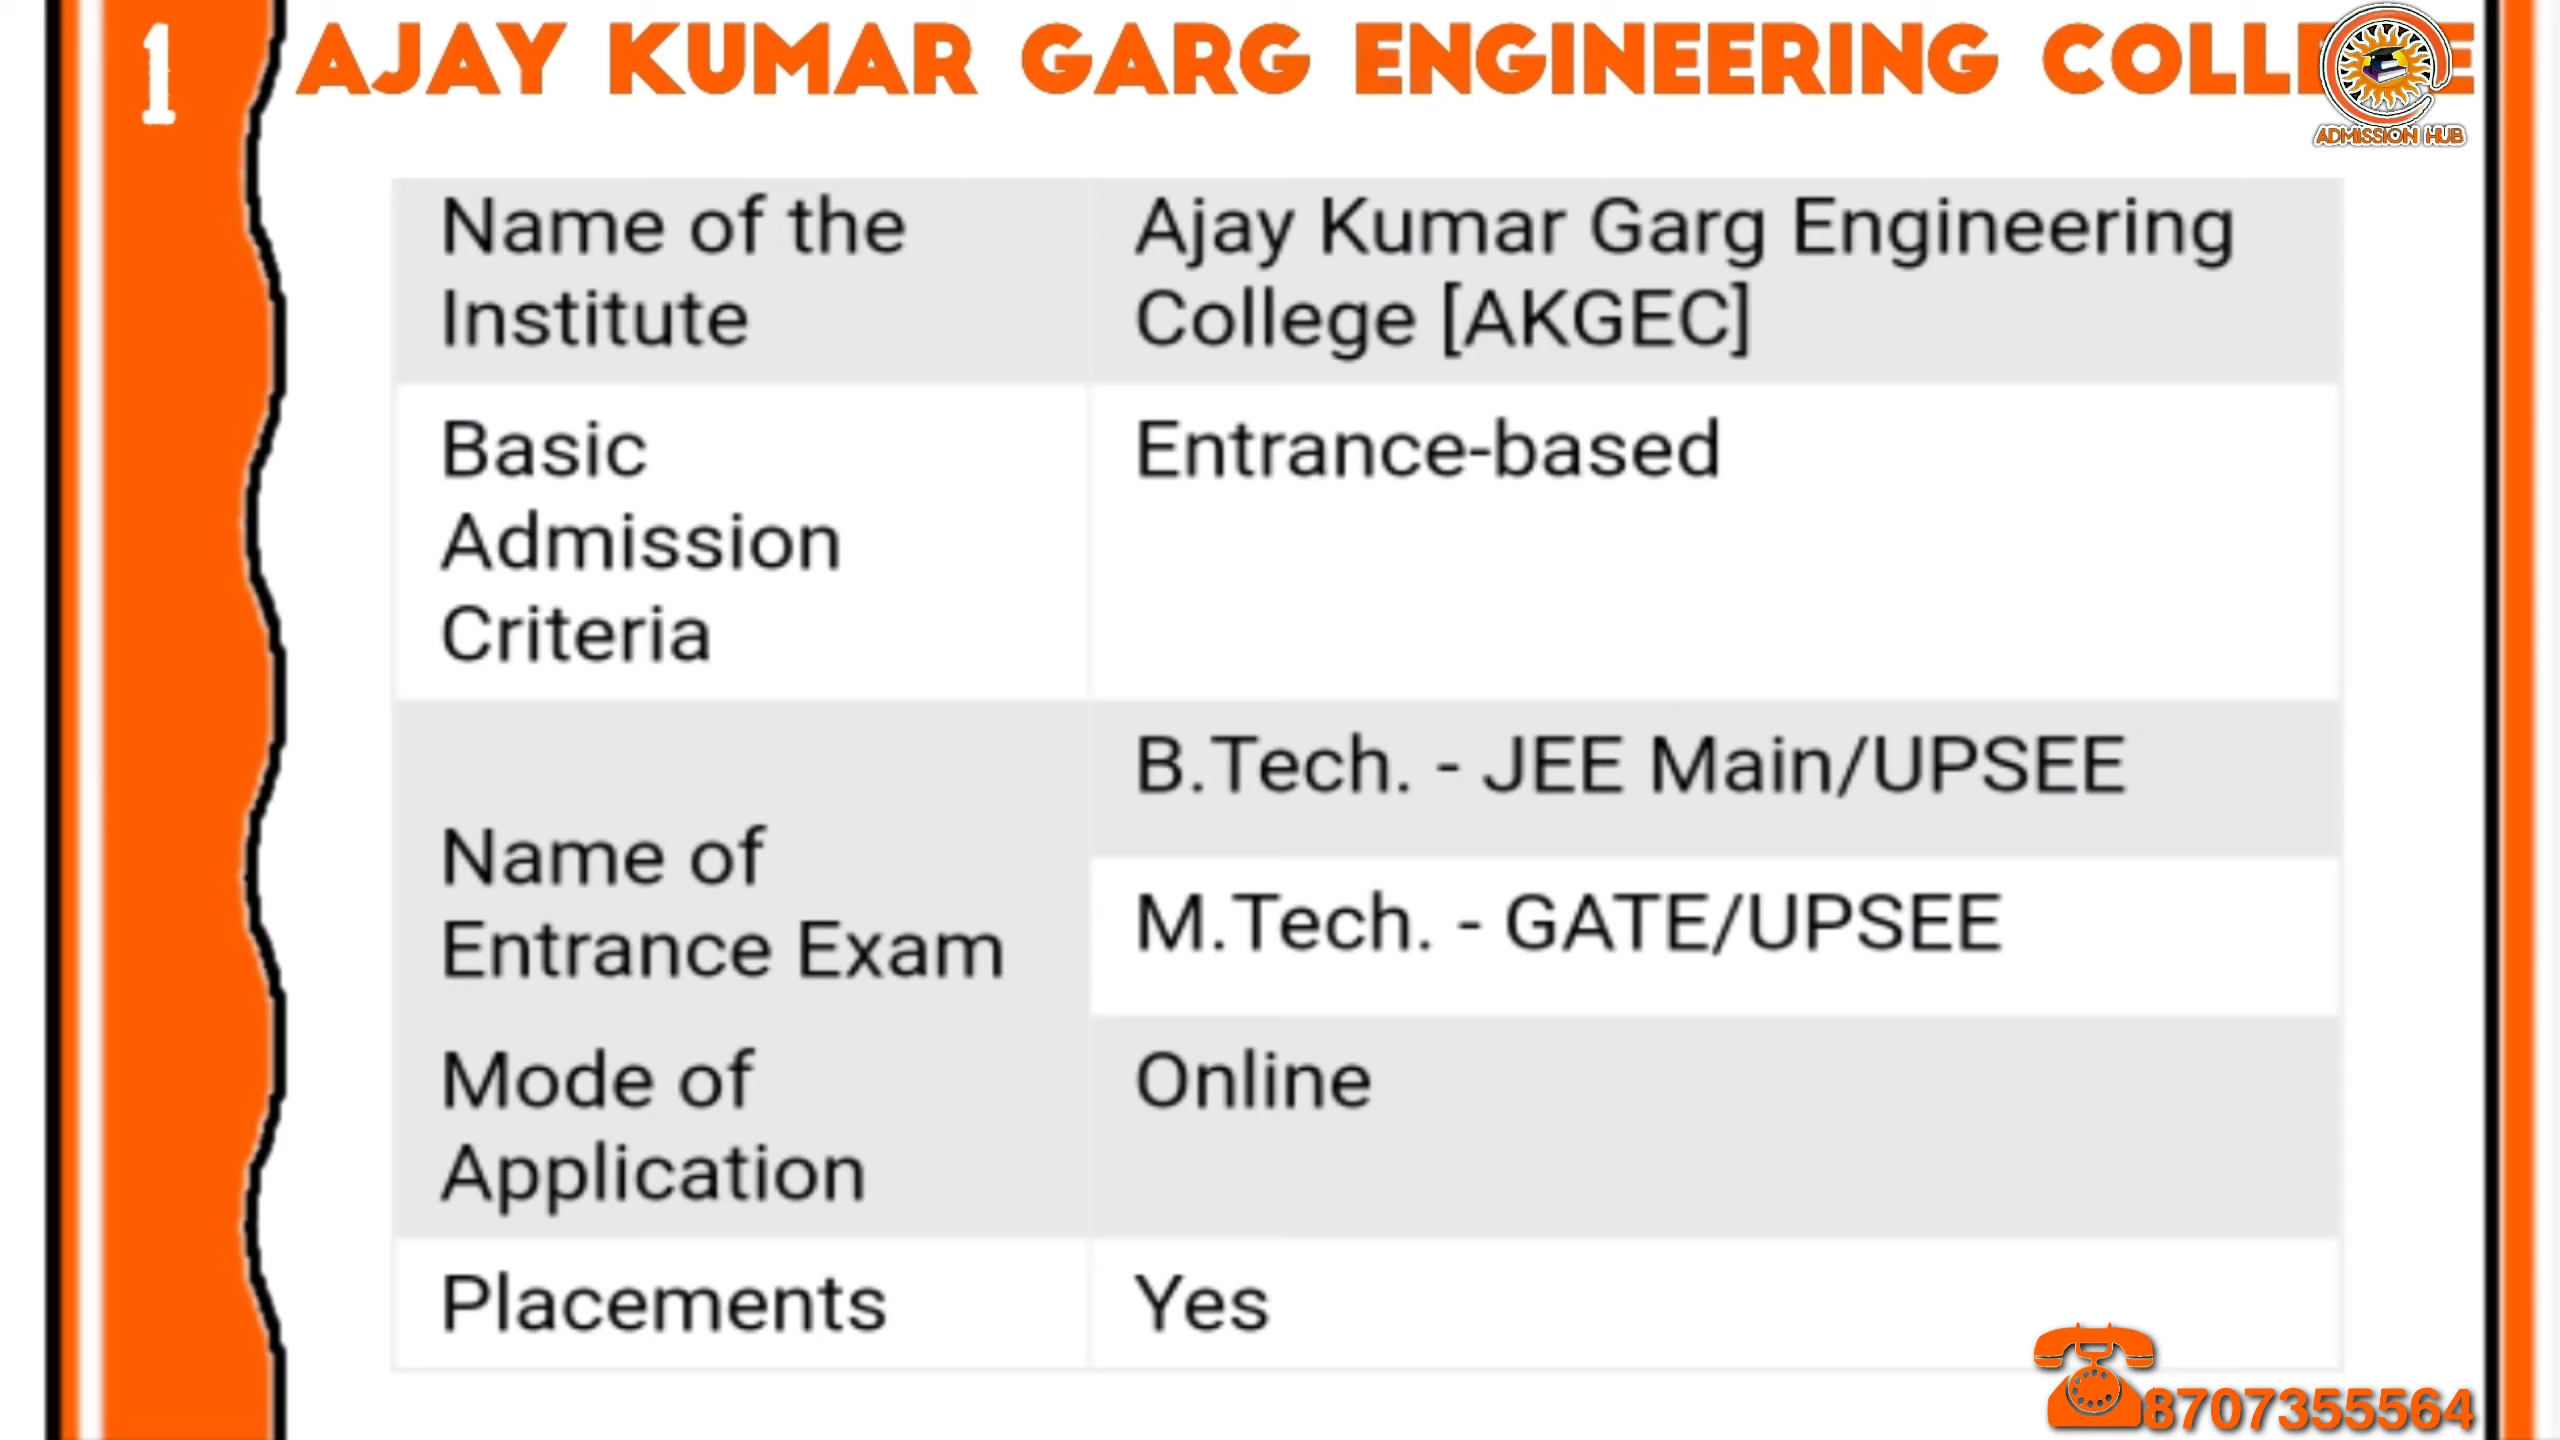 1
AJAY KUMAR GARG ENGINEERING
ADMISSION HUB
Name of the
Institute
Ajay Kumar Garg Engineering
College [AKGEC]
Basic
Admission
Criteria
Entrance-based
Name of
Entrance Exam
B.Tech. - JEE Main/UPSEE
M.Tech. - GATE/UPSEE
Mode of
Application
Online
Placements
Yes
8707355564